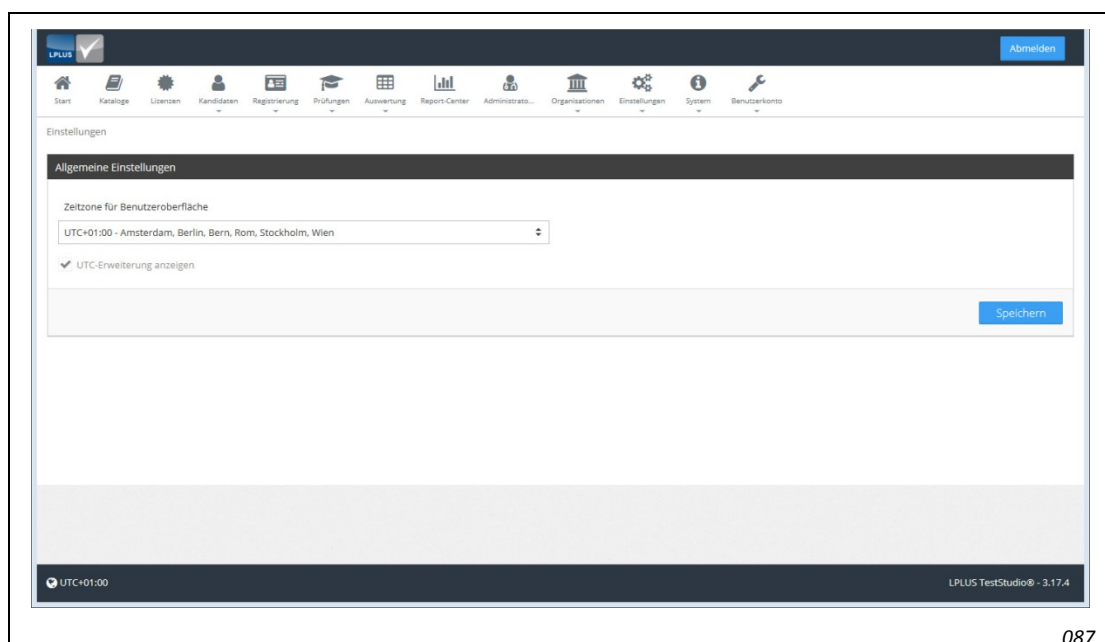 LPLUS
Abmelden
Start Kataloge Lizenzen Kandidaten Registrierung Prüfungen Auswertung Report-Center Administrato... Organisationen Einstellungen System Benutzerkonto
Einstellungen
Allgemeine Einstellungen
Zeitzone für Benutzeroberfläche
UTC+01:00 - Amsterdam, Berlin, Bern, Rom, Stockholm, Wien
UTC-Erweiterung anzeigen
Speichern
UTC+01:00 LPLUS TestStudio® - 3.17.4
087